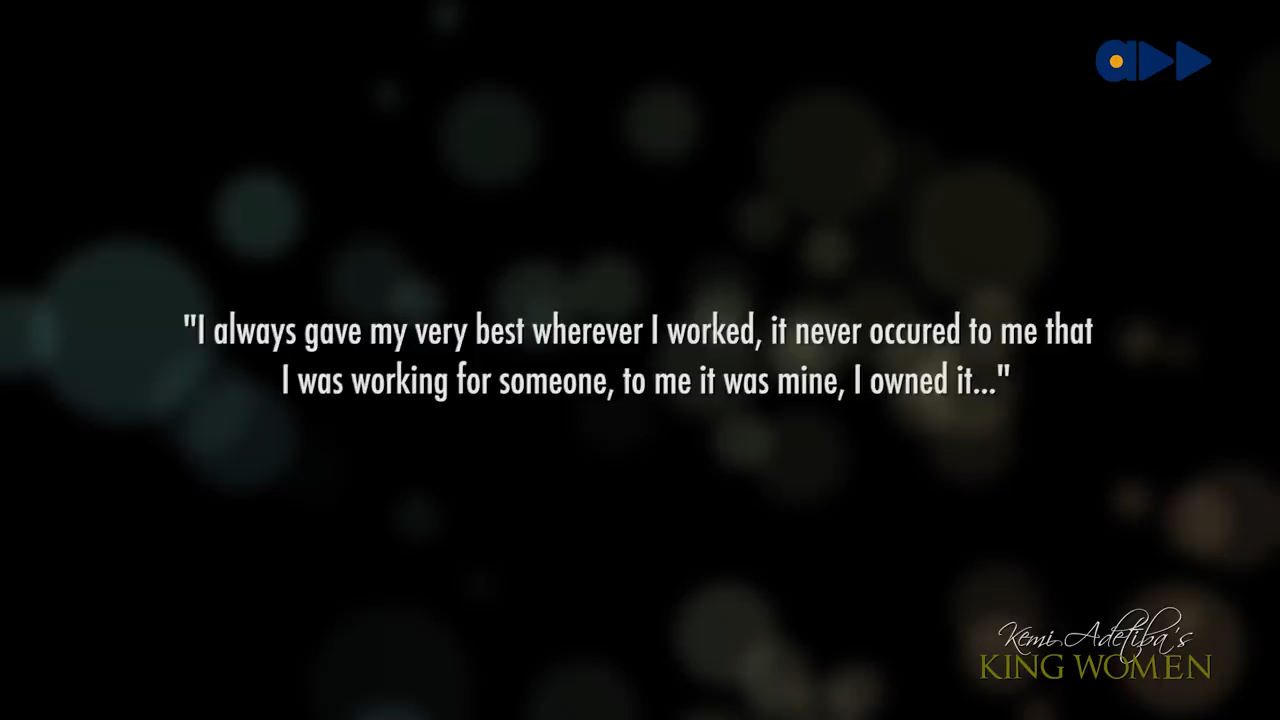 "I always gave my very best wherever I worked, it never occured to me that
I was working for someone, to me it was mine, I owned it..."
Kemi Adetiba's
KING WOMEN